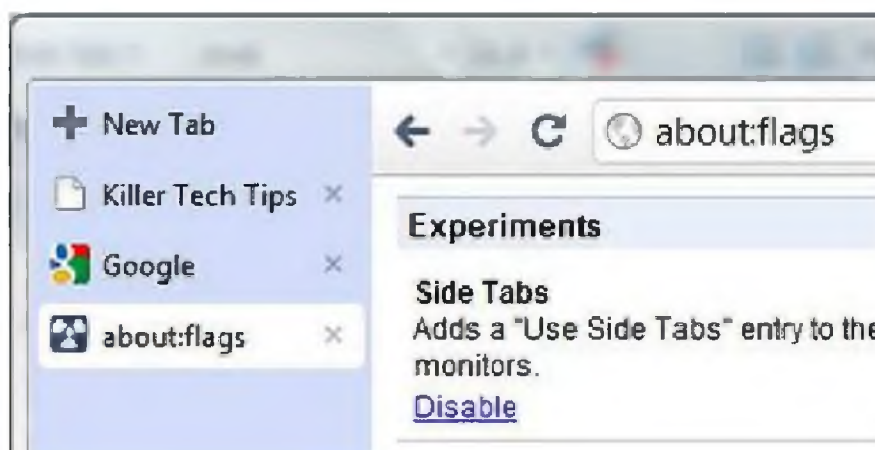 New Tab
Killer Tech Tips
Google
about:flags
about:flags
Experiments
Side Tabs
Adds a "Use Side Tabs" entry to the
monitors.
Disable